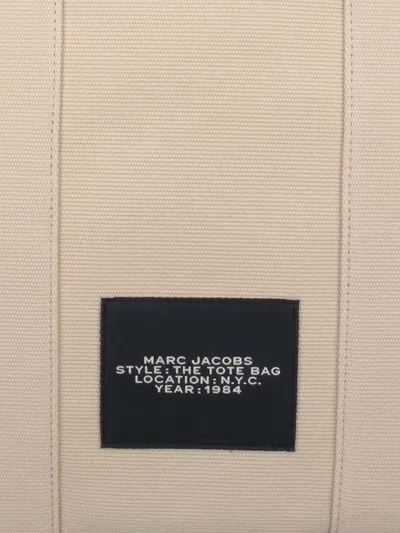 MARC JACOBS
STYLE : THE TOTE BAG
LOCATION : N.Y.C.
YEAR : 1984